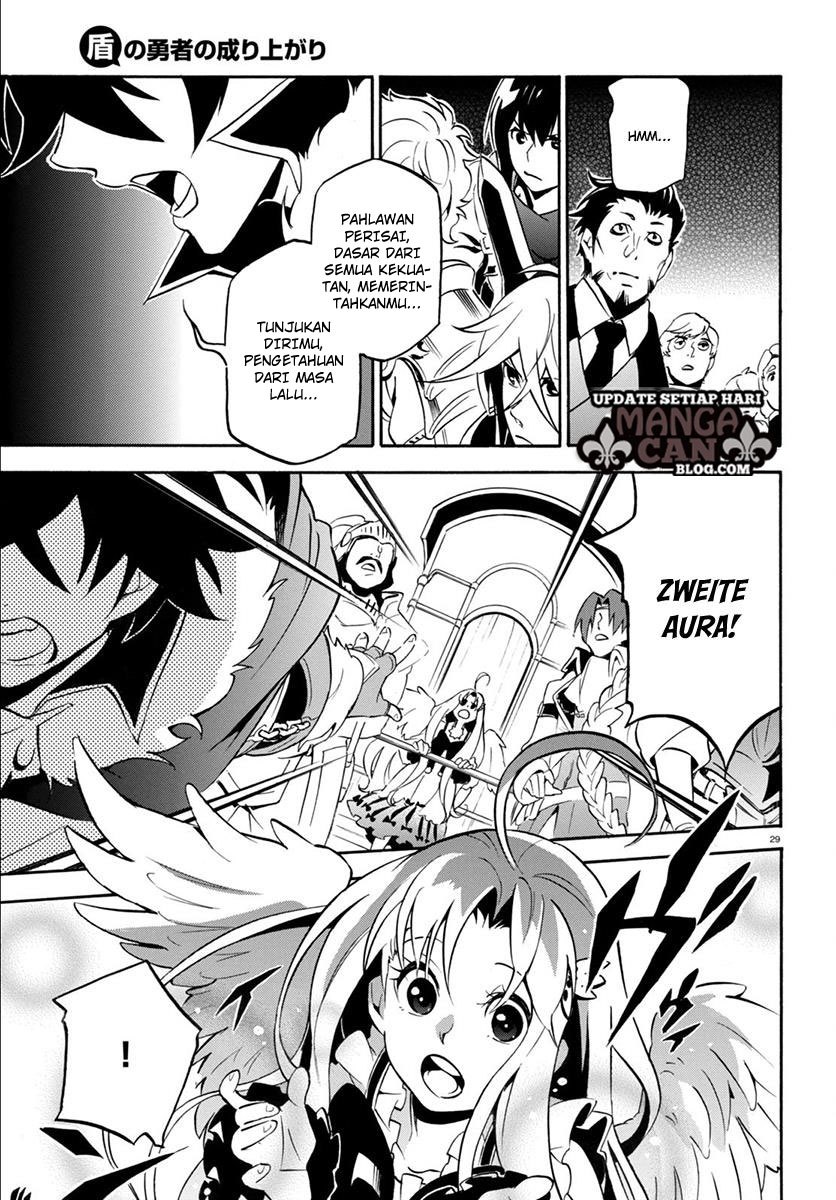 盾の勇者の成り上がり
HMM...
PAHLAWAN
PERISAI,
DASAR DARI
SEMUA KEKUA-
TAN, MEMERIN-
TAHKANMU...
TUNJUKAN
DIRIMU,
PENGETAHUAN
DARI MASA
LALU...
UPDATE SETIAP HARI
MANGA
CAN
BLOG.COM
ZWEITE
AURA!
29
!